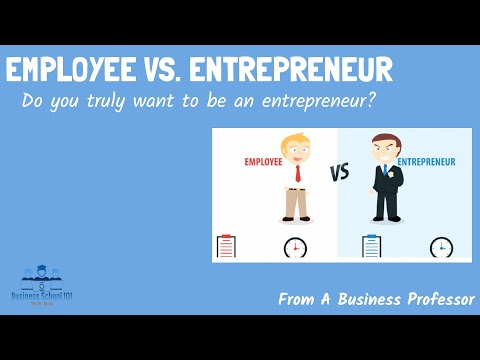 EMPLOYEE VS. ENTREPRENEUR
Do you truly want to be an entrepreneur?
EMPLOYEE
VS
ENTREPRENEUR
Business School 101
From A Business Professor